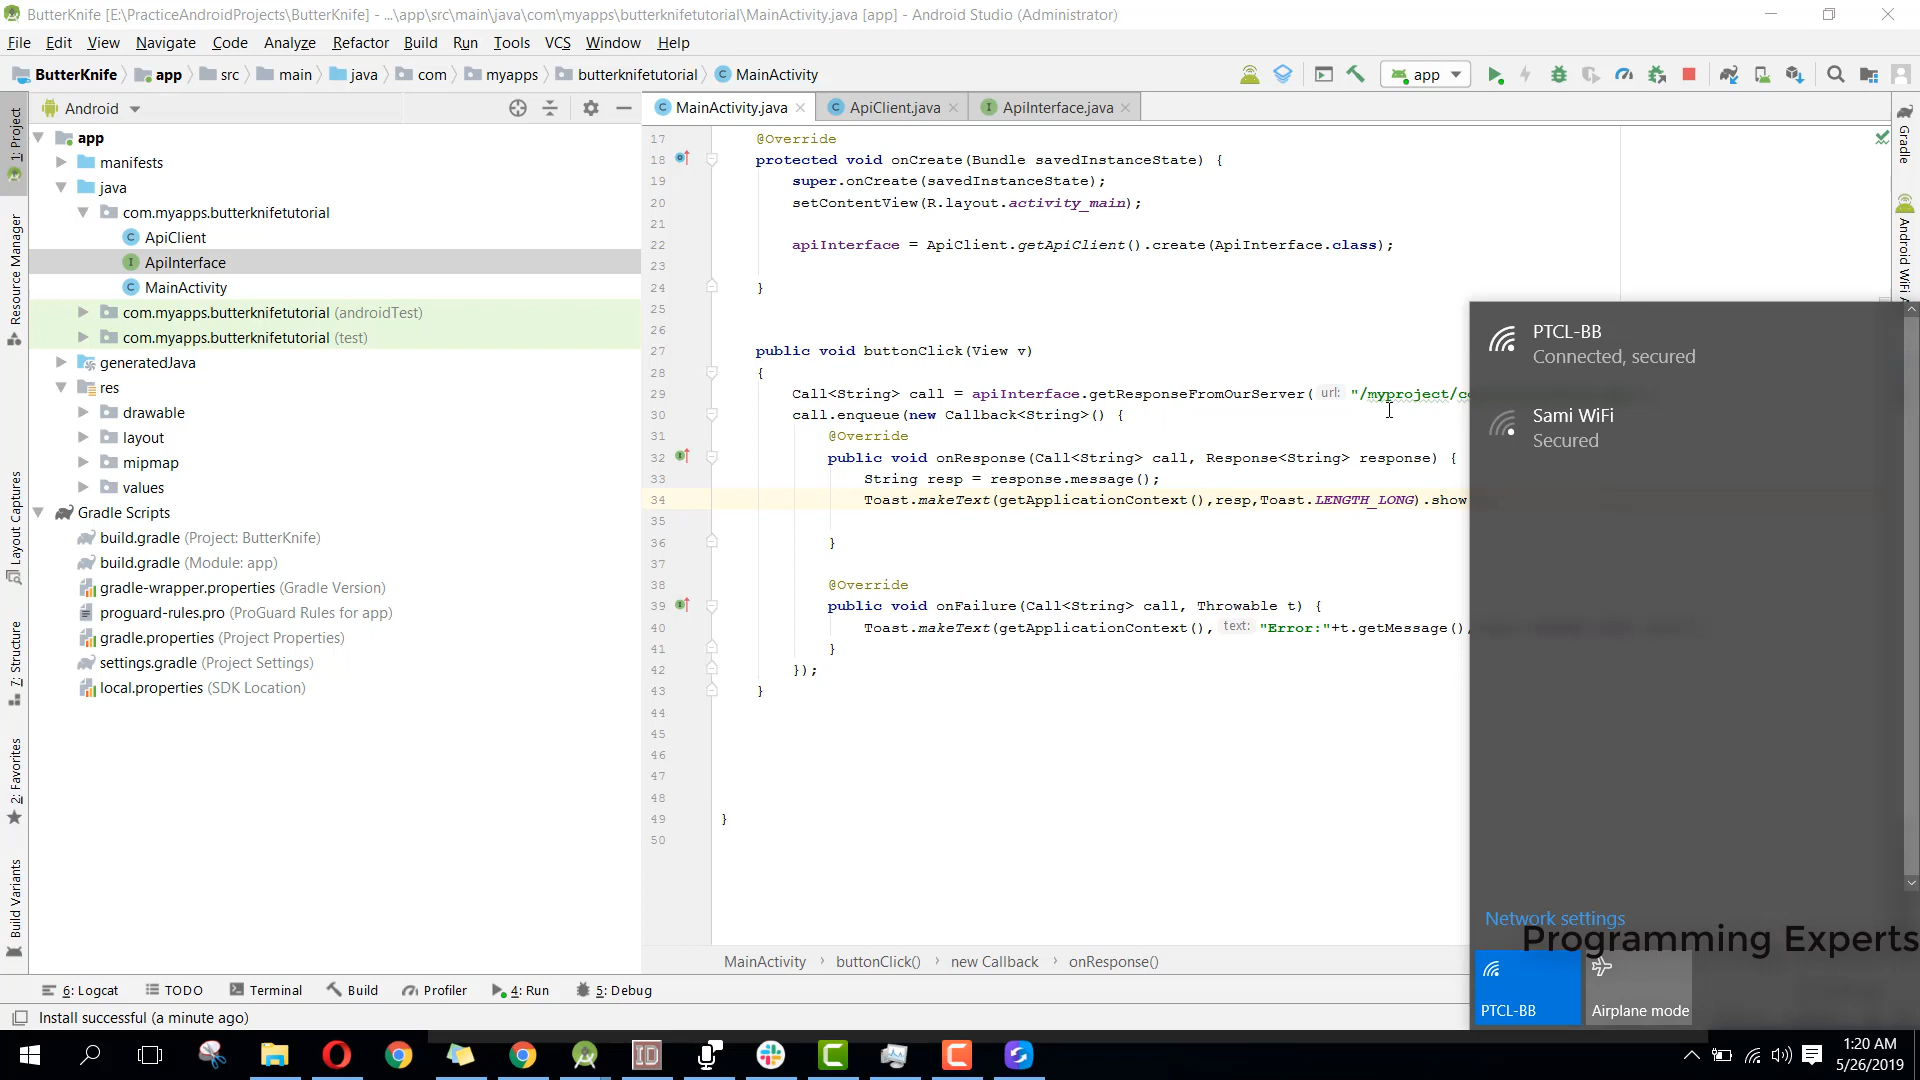 ButterKnife [E:\PracticeAndroidProjects\ButterKnife] - ...\app\src\main\java\com\myapps\butterknifetutorial\MainActivity.java [app] - Android Studio (Administrator)
File Edit View Navigate Code Analyze Refactor Build Run Tools VCS Window Help
ButterKnife app src main java com myapps butterknifetutorial MainActivity app
Android MainActivity.java ApiClient.java ApiInterface.java
1: Project
Resource Manager
Layout Captures
7: Structure
2: Favorites
Build Variants
app
manifests
java
com.myapps.butterknifetutorial
ApiClient
ApiInterface
MainActivity
com.myapps.butterknifetutorial (androidTest)
com.myapps.butterknifetutorial (test)
generatedJava
res
drawable
layout
mipmap
values
Gradle Scripts
build.gradle (Project: ButterKnife)
build.gradle (Module: app)
gradle-wrapper.properties (Gradle Version)
proguard-rules.pro (ProGuard Rules for app)
gradle.properties (Project Properties)
settings.gradle (Project Settings)
local.properties (SDK Location)
17 @Override
18 protected void onCreate(Bundle savedInstanceState) {
19 super.onCreate(savedInstanceState);
20 setContentView(R.layout.activity_main);
21
22 apiInterface = ApiClient.getApiClient().create(ApiInterface.class);
23
24 }
25
26
27 public void buttonClick(View v)
28 {
29 Call<String> call = apiInterface.getResponseFromOurServer( url: "/myproject/c
30 call.enqueue(new Callback<String>() {
31 @Override
32 public void onResponse(Call<String> call, Response<String> response) {
33 String resp = response.message();
34 Toast.makeText(getApplicationContext(),resp,Toast.LENGTH_LONG).show
35
36 }
37
38 @Override
39 public void onFailure(Call<String> call, Throwable t) {
40 Toast.makeText(getApplicationContext(), text: "Error:"+t.getMessage(),
41 }
42 });
43 }
44
45
46
47
48
49 }
50
Gradle
Android WiFi A
PTCL-BB
Connected, secured
Sami WiFi
Secured
Network settings
Programming Experts
PTCL-BB
Airplane mode
MainActivity buttonClick() new Callback onResponse()
6: Logcat TODO Terminal Build Profiler 4: Run 5: Debug
Install successful (a minute ago)
1:20 AM
5/26/2019